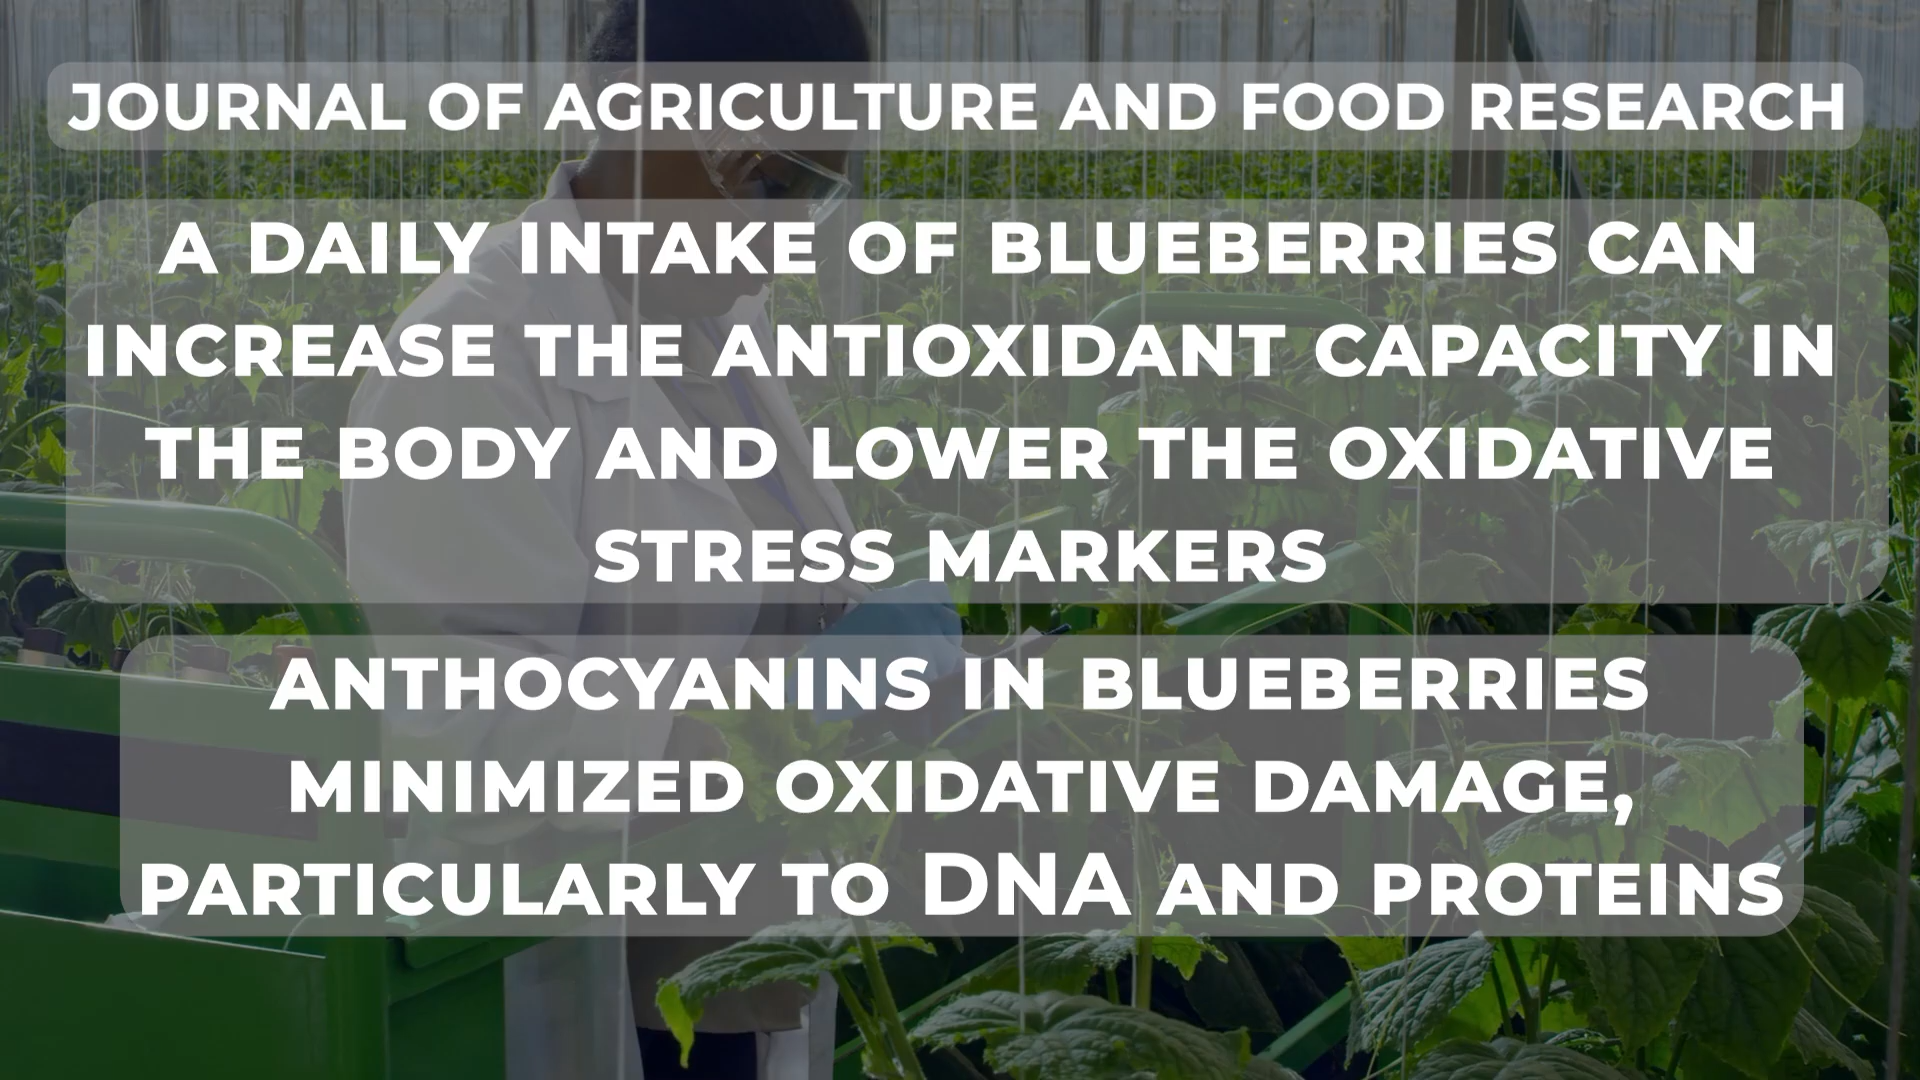 JOURNAL OF AGRICULTURE AND FOOD RESEARCH
A DAILY INTAKE OF BLUEBERRIES CAN
INCREASE THE ANTIOXIDANT CAPACITY IN
THE BODY AND LOWER THE OXIDATIVE
STRESS MARKERS
ANTHOCYANINS IN BLUEBERRIES
MINIMIZED OXIDATIVE DAMAGE,
PARTICULARLY TO DNA AND PROTEINS